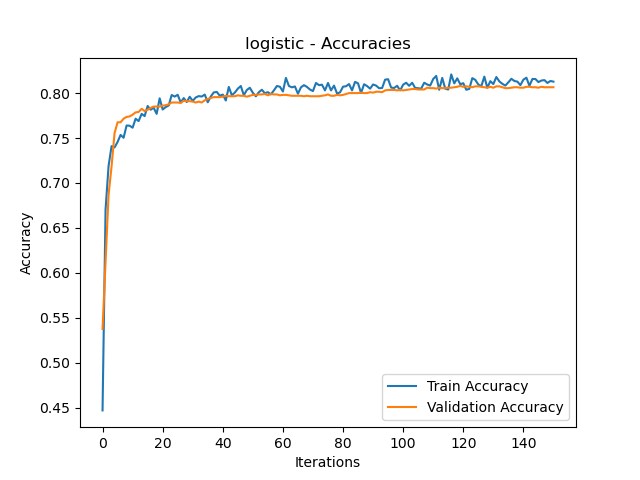 logistic - Accuracies
Accuracy
0.80
0.75
0.70
0.65
0.60
0.55
0.50
0.45
Train Accuracy
Validation Accuracy
0 20 40 60 80 100 120 140
Iterations